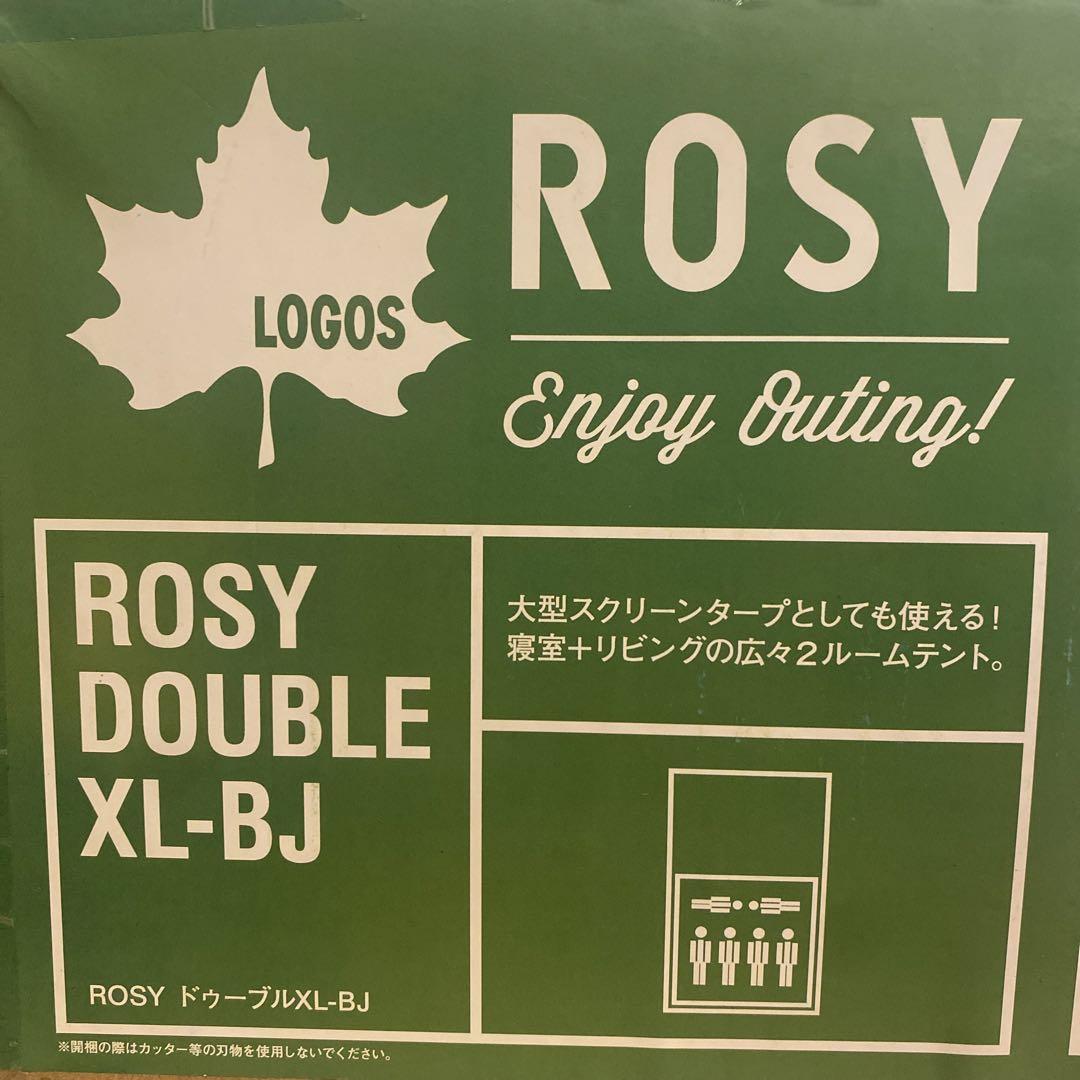 LOGOS
ROSY
Enjoy Outing!
ROSY
DOUBLE
XL-BJ
ROSY ドゥーブルXL-BJ
大型スクリーンタープとしても使える!
寝室+リビングの広々2ルームテント。
※開梱の際はカッター等の刃物を使用しないでください。